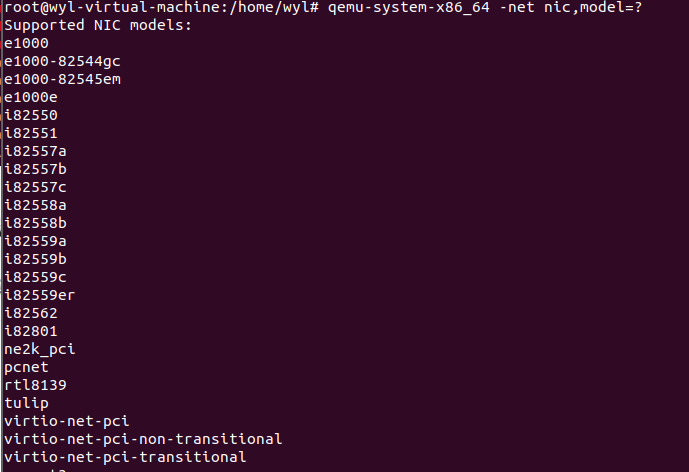 root@wyl-virtual-machine:/home/wyl# qemu-system-x86_64 -net nic,model=?
Supported NIC models:
e1000
e1000-82544gc
e1000-82545em
e1000e
i82550
i82551
i82557a
i82557b
i82557c
i82558a
i82558b
i82559a
i82559b
i82559c
i82559er
i82562
i82801
ne2k_pci
pcnet
rtl8139
tulip
virtio-net-pci
virtio-net-pci-non-transitional
virtio-net-pci-transitional